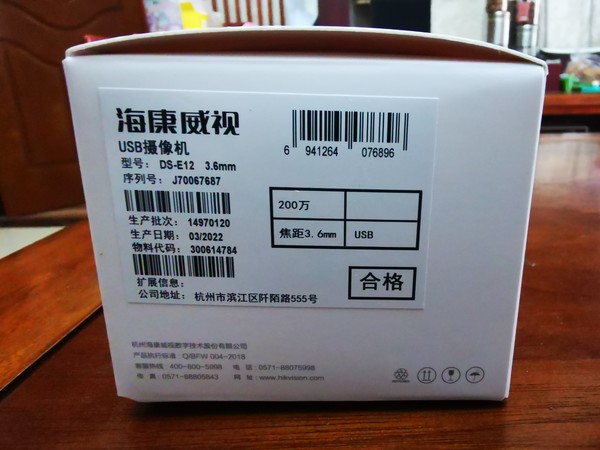 海康威视
USB摄像机
型号： DS-E12 3.6mm
序列号： J70067687
6 941264 076896
生产批次： 14970120
生产日期： 03/2022
物料代码： 300614784
扩展信息：
公司地址： 杭州市滨江区阡陌路555号
200万
焦距3.6mm USB
合格
杭州海康威视数字技术股份有限公司
产品执行标准：Q/BFW 004-2018
客服热线：400-800-5998 电 话：0571-88075998
传 真：0571-88805843 网 址：www.hikvision.com